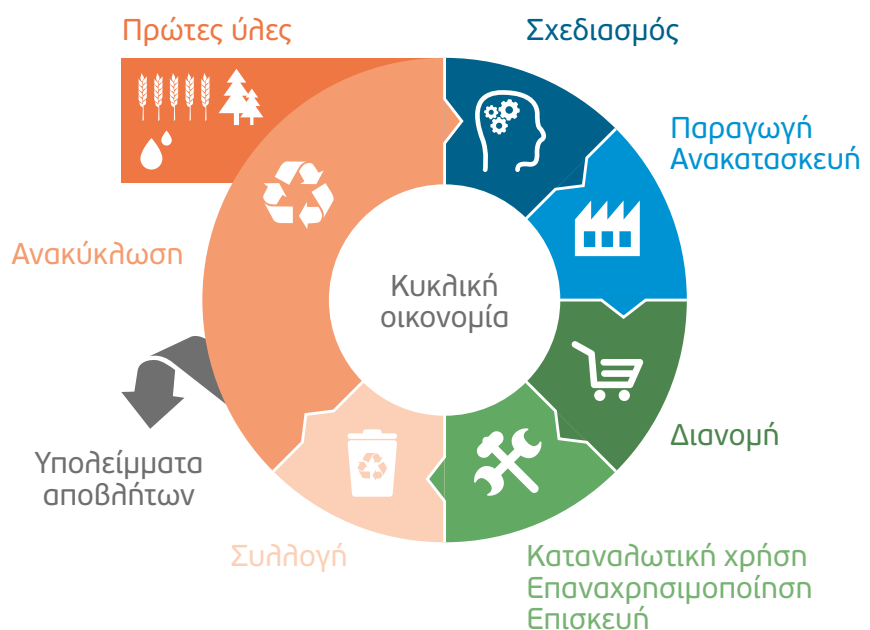 Πρώτες ύλες
Σχεδιασμός
Παραγωγή
Ανακατασκευή
Ανακύκλωση
Κυκλική
οικονομία
Διανομή
Υπολείμματα
αποβλήτων
Συλλογή
Καταναλωτική χρήση
Επαναχρησιμοποίηση
Επισκευή